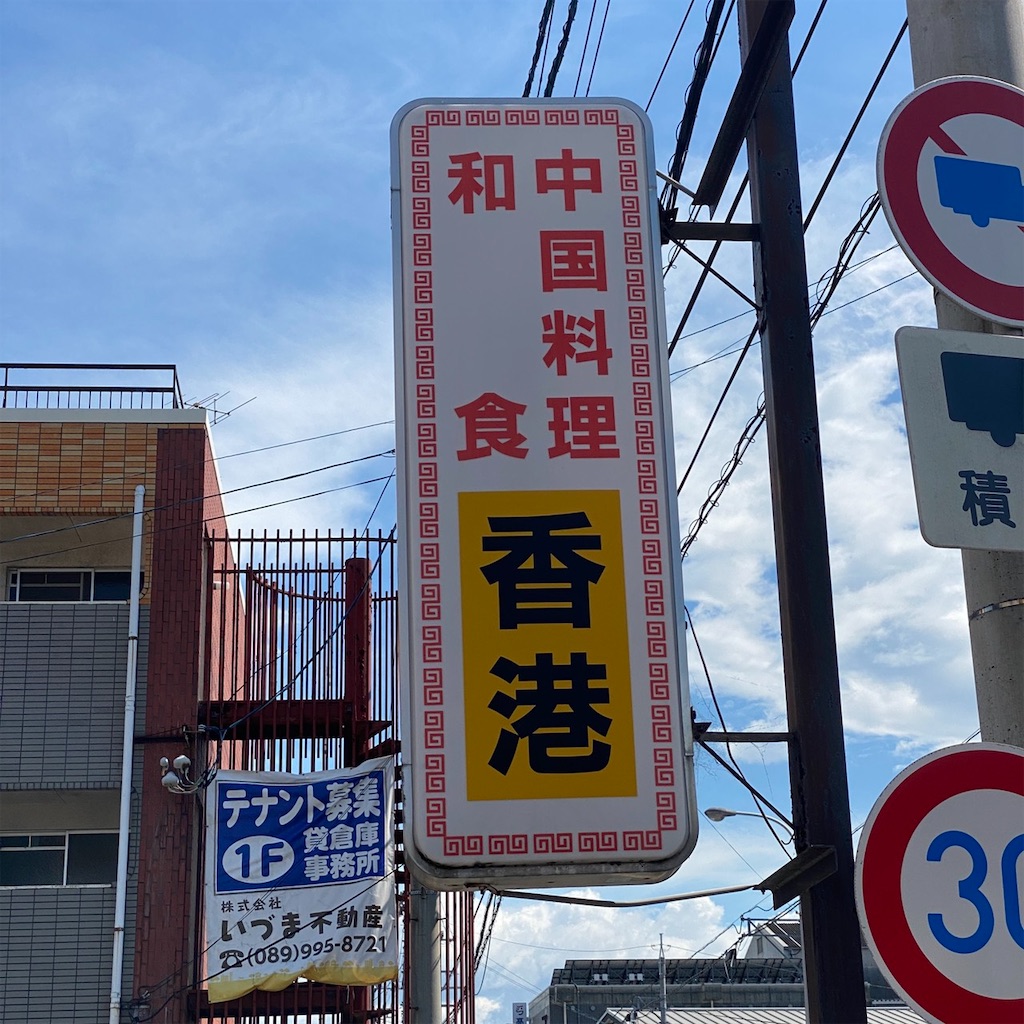 中国料理
和食
香港
積
30
テナント募集
1F
貸倉庫
事務所
株式会社
いづま不動産
☎(089)995-8721